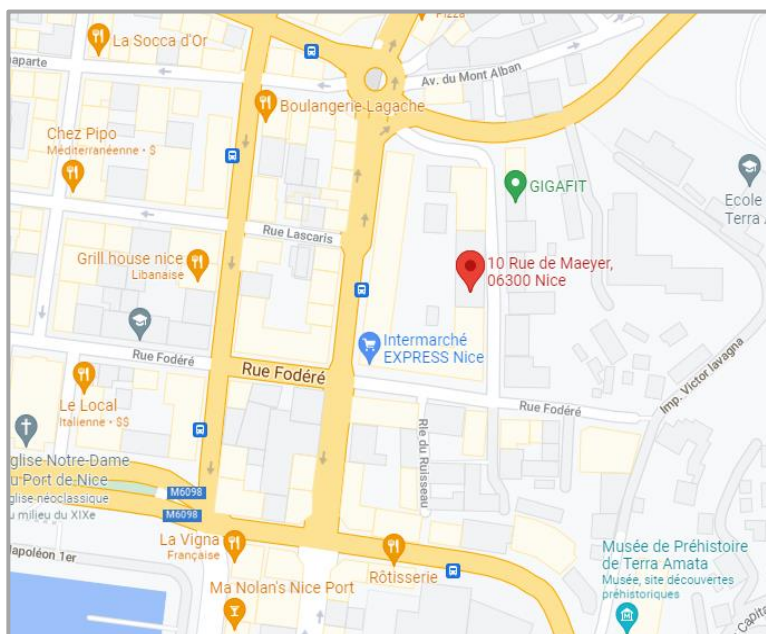 Pizza
La Socca d'Or
naparte
Av. du Mont Alban
Boulangerie Lagache
Chez Pipo
Méditerranéenne • $
GIGAFIT
Ecole
Terra A
Rue Lascaris
Grill house nice
Libanaise
10 Rue de Maeyer,
06300 Nice
Intermarché
EXPRESS Nice
Rue Fodéré
Rue Fodéré
Rue Fodéré
Imp. Victor lavagna
Le Local
Italienne • $$
Rle du Ruisseau
glise Notre-Dame
u Port de Nice
glise néoclassique
u milieu du XIXe
M6098
M6098
La Vigna
Française
Rôtisserie
Musée de Préhistoire
de Terra Amata
Musée, site découvertes
préhistoriques
Napoléon 1er
Ma Nolan's Nice Port
Capita